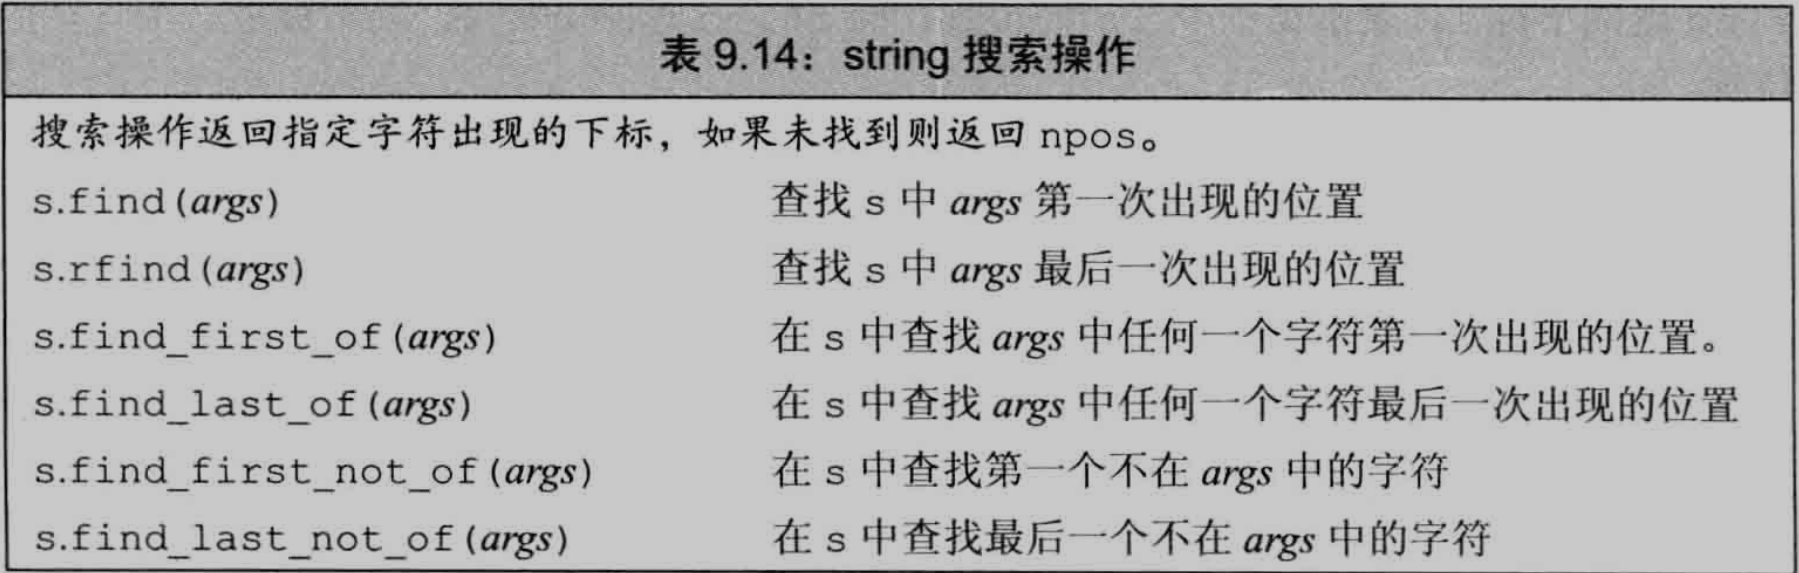 表 9.14：string 搜索操作
搜索操作返回指定字符出现的下标，如果未找到则返回 npos。
s.find(args) 查找 s 中 args 第一次出现的位置
s.rfind(args) 查找 s 中 args 最后一次出现的位置
s.find_first_of(args) 在 s 中查找 args 中任何一个字符第一次出现的位置。
s.find_last_of(args) 在 s 中查找 args 中任何一个字符最后一次出现的位置
s.find_first_not_of(args) 在 s 中查找第一个不在 args 中的字符
s.find_last_not_of(args) 在 s 中查找最后一个不在 args 中的字符